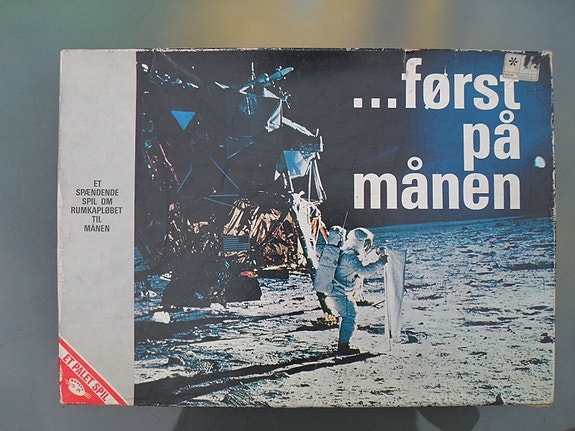 ...først
på
månen
ET
SPÆNDENDE
SPIL OM
RUMKAPLØBET
TIL
MÅNEN
ET PALET SPIL